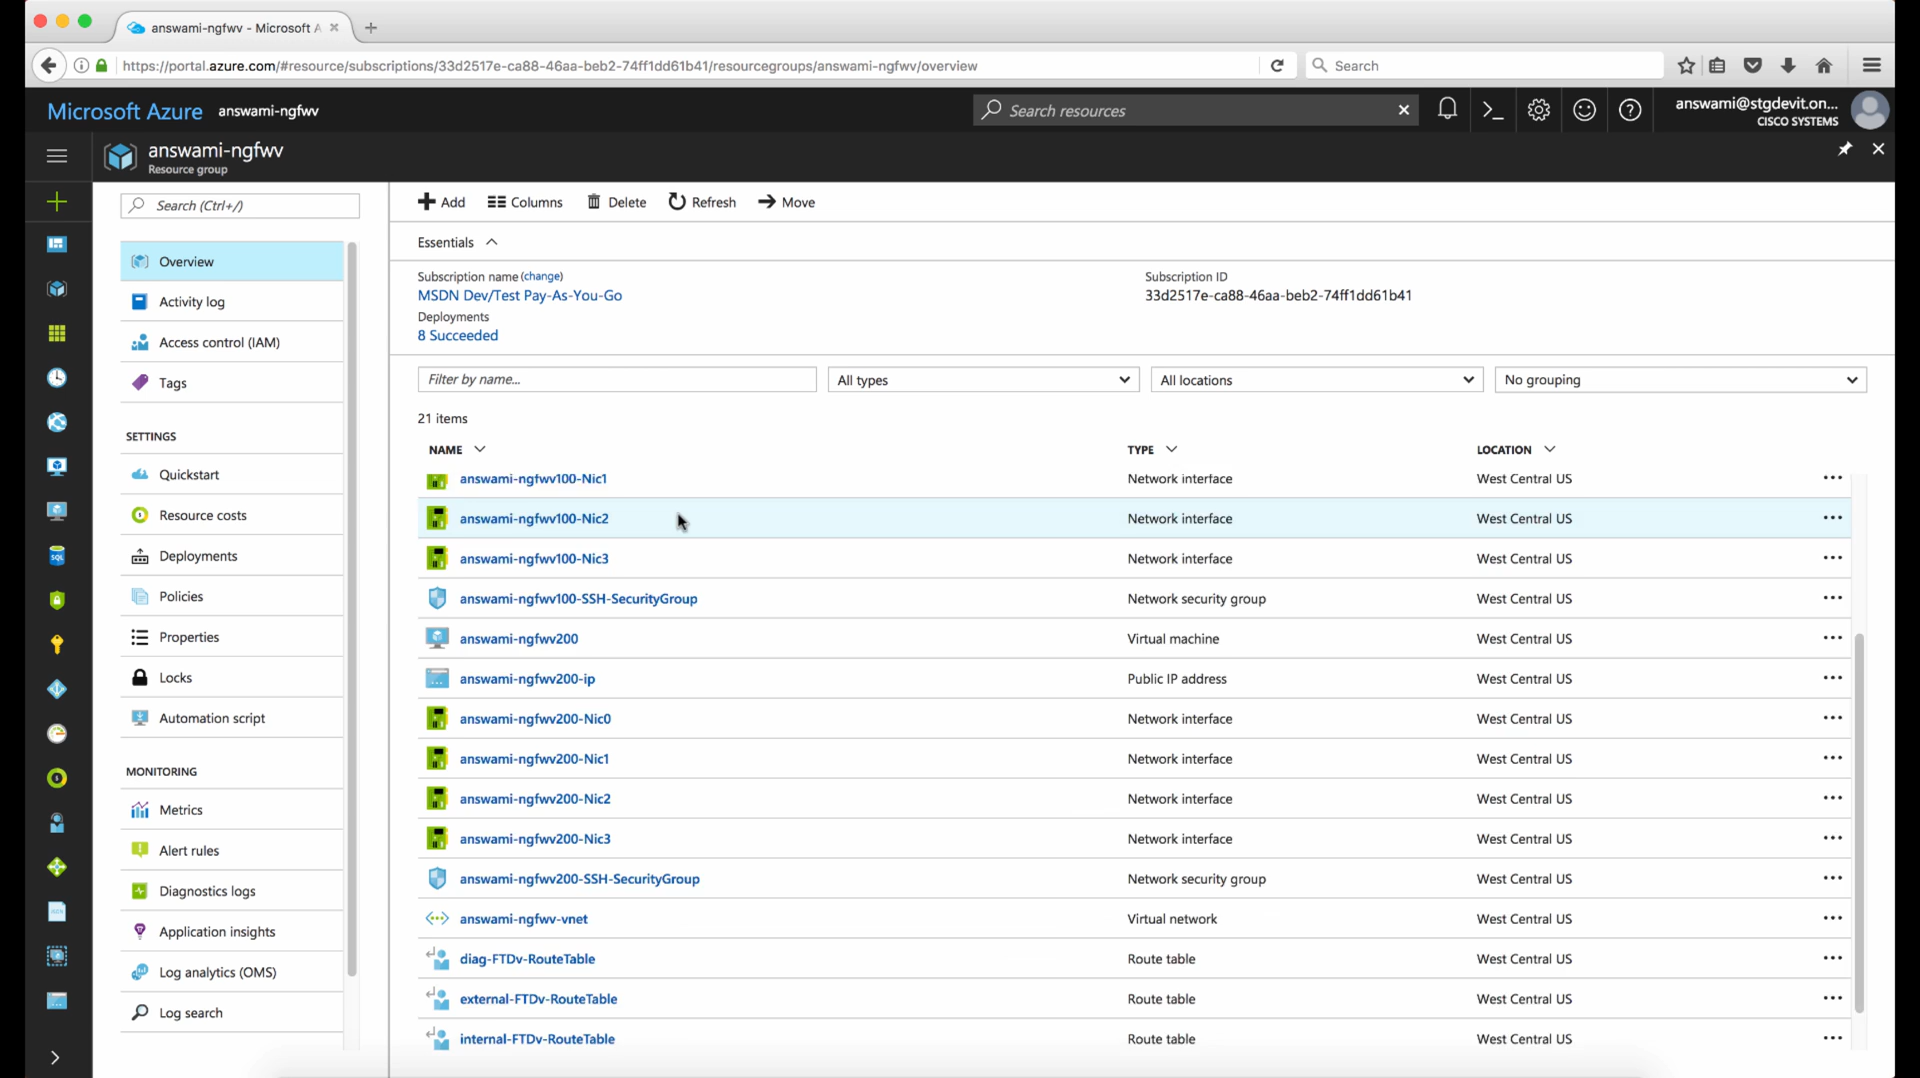 answami-ngfwv - Microsoft A
https://portal.azure.com/#resource/subscriptions/33d2517e-ca88-46aa-beb2-74ff1dd61b41/resourcegroups/answami-ngfwv/overview
Search
Microsoft Azure answami-ngfwv
Search resources
answami@stgdevit.on...
CISCO SYSTEMS
answami-ngfwv
Resource group
Search (Ctrl+/)
Overview
Activity log
Access control (IAM)
Tags
SETTINGS
Quickstart
Resource costs
Deployments
Policies
Properties
Locks
Automation script
MONITORING
Metrics
Alert rules
Diagnostics logs
Application insights
Log analytics (OMS)
Log search
Add Columns Delete Refresh Move
Essentials
Subscription name (change)
MSDN Dev/Test Pay-As-You-Go
Deployments
8 Succeeded
Subscription ID
33d2517e-ca88-46aa-beb2-74ff1dd61b41
Filter by name... All types All locations No grouping
21 items
NAME TYPE LOCATION
answami-ngfwv100-Nic1 Network interface West Central US
answami-ngfwv100-Nic2 Network interface West Central US
answami-ngfwv100-Nic3 Network interface West Central US
answami-ngfwv100-SSH-SecurityGroup Network security group West Central US
answami-ngfwv200 Virtual machine West Central US
answami-ngfwv200-ip Public IP address West Central US
answami-ngfwv200-Nic0 Network interface West Central US
answami-ngfwv200-Nic1 Network interface West Central US
answami-ngfwv200-Nic2 Network interface West Central US
answami-ngfwv200-Nic3 Network interface West Central US
answami-ngfwv200-SSH-SecurityGroup Network security group West Central US
answami-ngfwv-vnet Virtual network West Central US
diag-FTDv-RouteTable Route table West Central US
external-FTDv-RouteTable Route table West Central US
internal-FTDv-RouteTable Route table West Central US